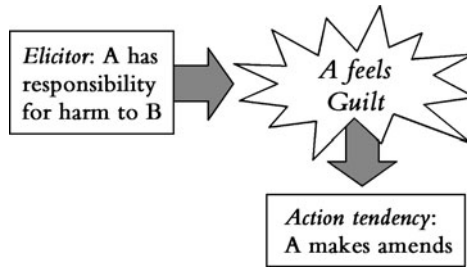 Elicitor: A has
responsibility
for harm to B
A feels
Guilt
Action tendency:
A makes amends